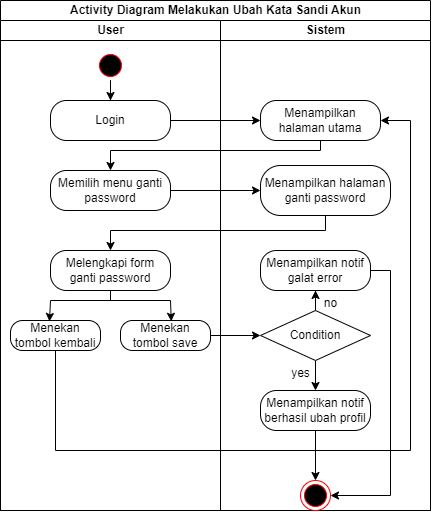 Activity Diagram Melakukan Ubah Kata Sandi Akun
User
Sistem
Login
Menampilkan
halaman utama
Memilih menu ganti
password
Menampilkan halaman
ganti password
Melengkapi form
ganti password
Menampilkan notif
galat error
no
Menekan
tombol kembali
Menekan
tombol save
Condition
yes
Menampilkan notif
berhasil ubah profil